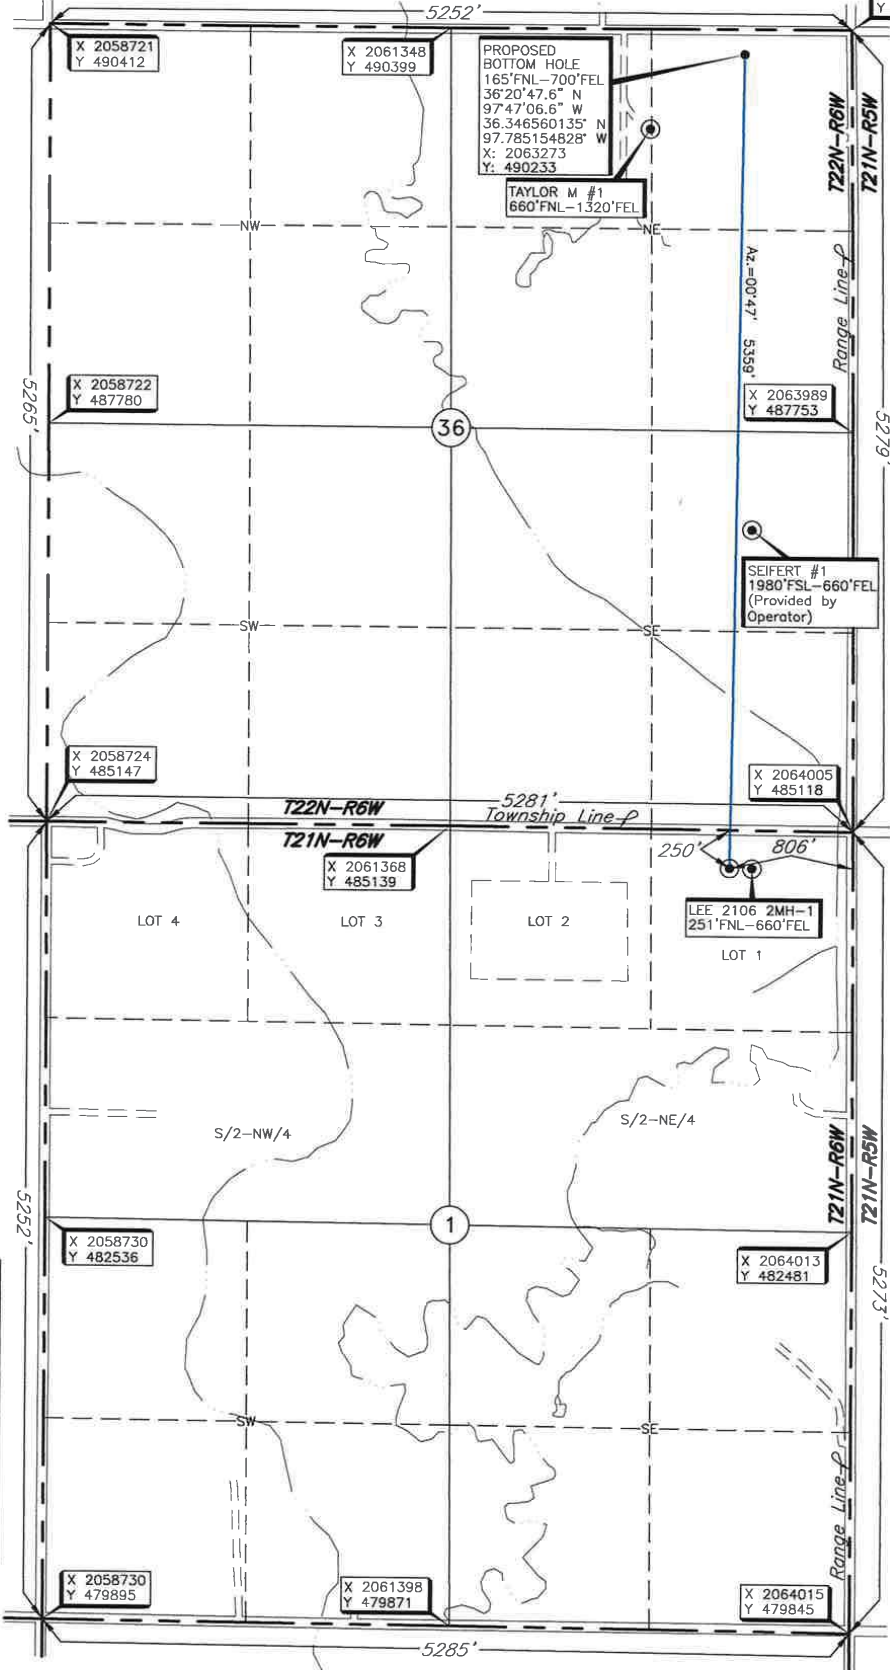 5252'
Y
X 2058721
Y 490412
X 2061348
Y 490399
PROPOSED
BOTTOM HOLE
165'FNL-700'FEL
36°20'47.6" N
97°47'06.6" W
36.346560135° N
97.785154828° W
X: 2063273
Y: 490233
TAYLOR M #1
660'FNL-1320'FEL
T22N-R6W
T21N-R5W
NW
NE
Az.=00°47' 5359'
Range Line
5265'
X 2058722
Y 487780
X 2063989
Y 487753
36
5279'
SEIFERT #1
1980'FSL-660'FEL
(Provided by
Operator)
SW
SE
X 2058724
Y 485147
X 2064005
Y 485118
T22N-R6W
5281'
Township Line
T21N-R6W
X 2061368
Y 485139
250'
806'
LEE 2106 2MH-1
251'FNL-660'FEL
LOT 4
LOT 3
LOT 2
LOT 1
S/2-NW/4
S/2-NE/4
T21N-R6W
T21N-R5W
5252'
1
X 2058730
Y 482536
X 2064013
Y 482481
5273'
SW
SE
Range Line
X 2058730
Y 479895
X 2061398
Y 479871
X 2064015
Y 479845
5285'